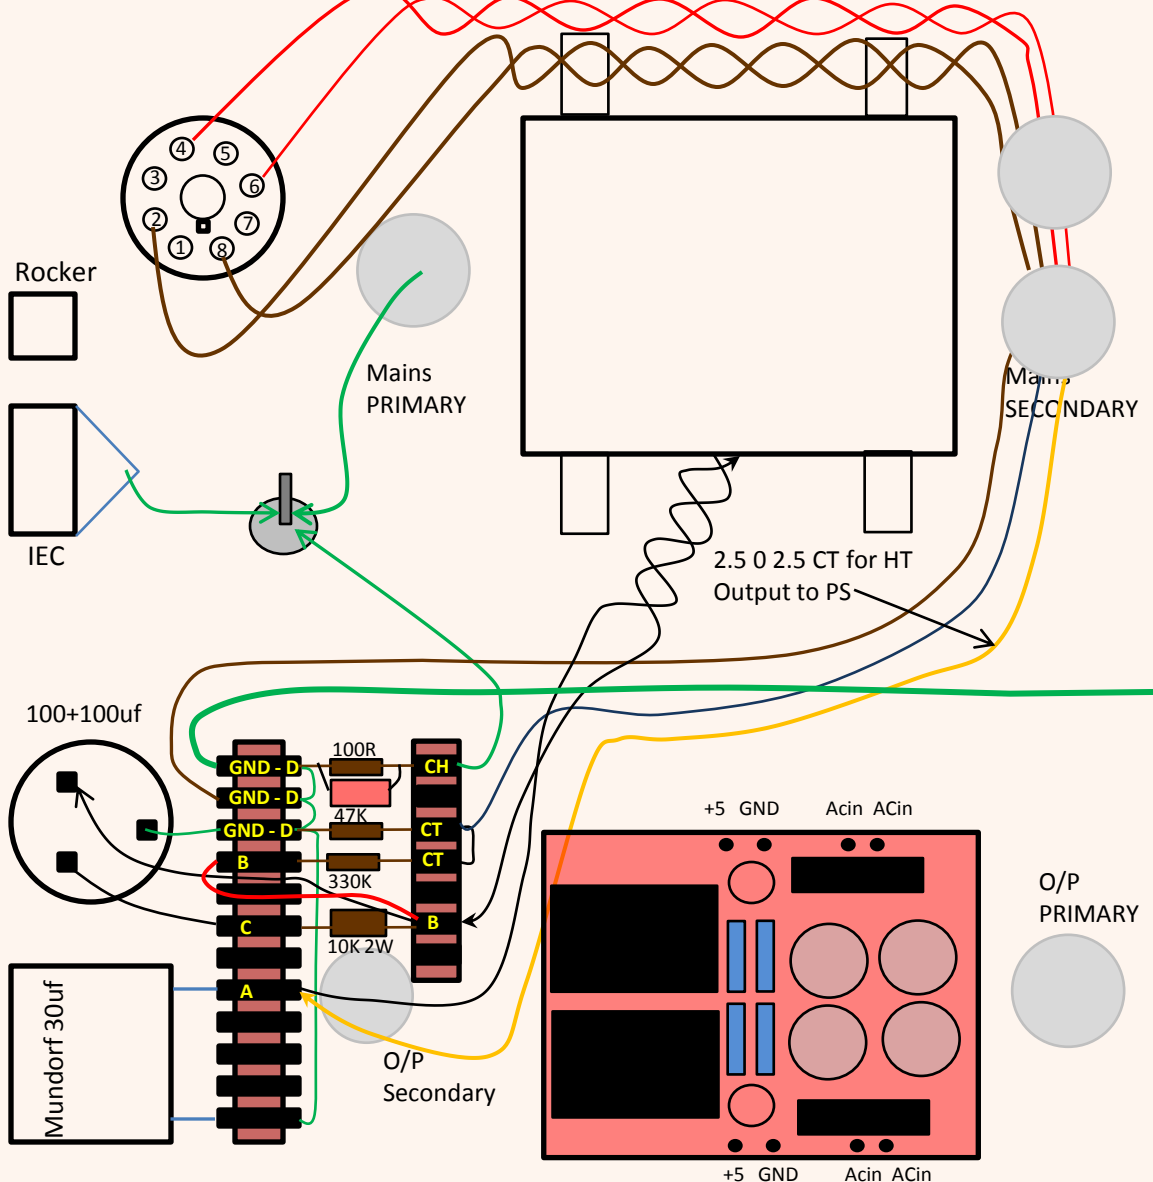 4
5
3
6
2
7
1
8
Rocker
Mains
PRIMARY
Mains
SECONDARY
IEC
2.5 0 2.5 CT for HT
Output to PS
100+100uf
100R
GND - D
CH
GND - D
47K
GND - D
CT
B
CT
330K
C
B
10K 2W
A
Mundorf 30uf
O/P
Secondary
+5 GND Acin ACin
O/P
PRIMARY
+5 GND Acin ACin